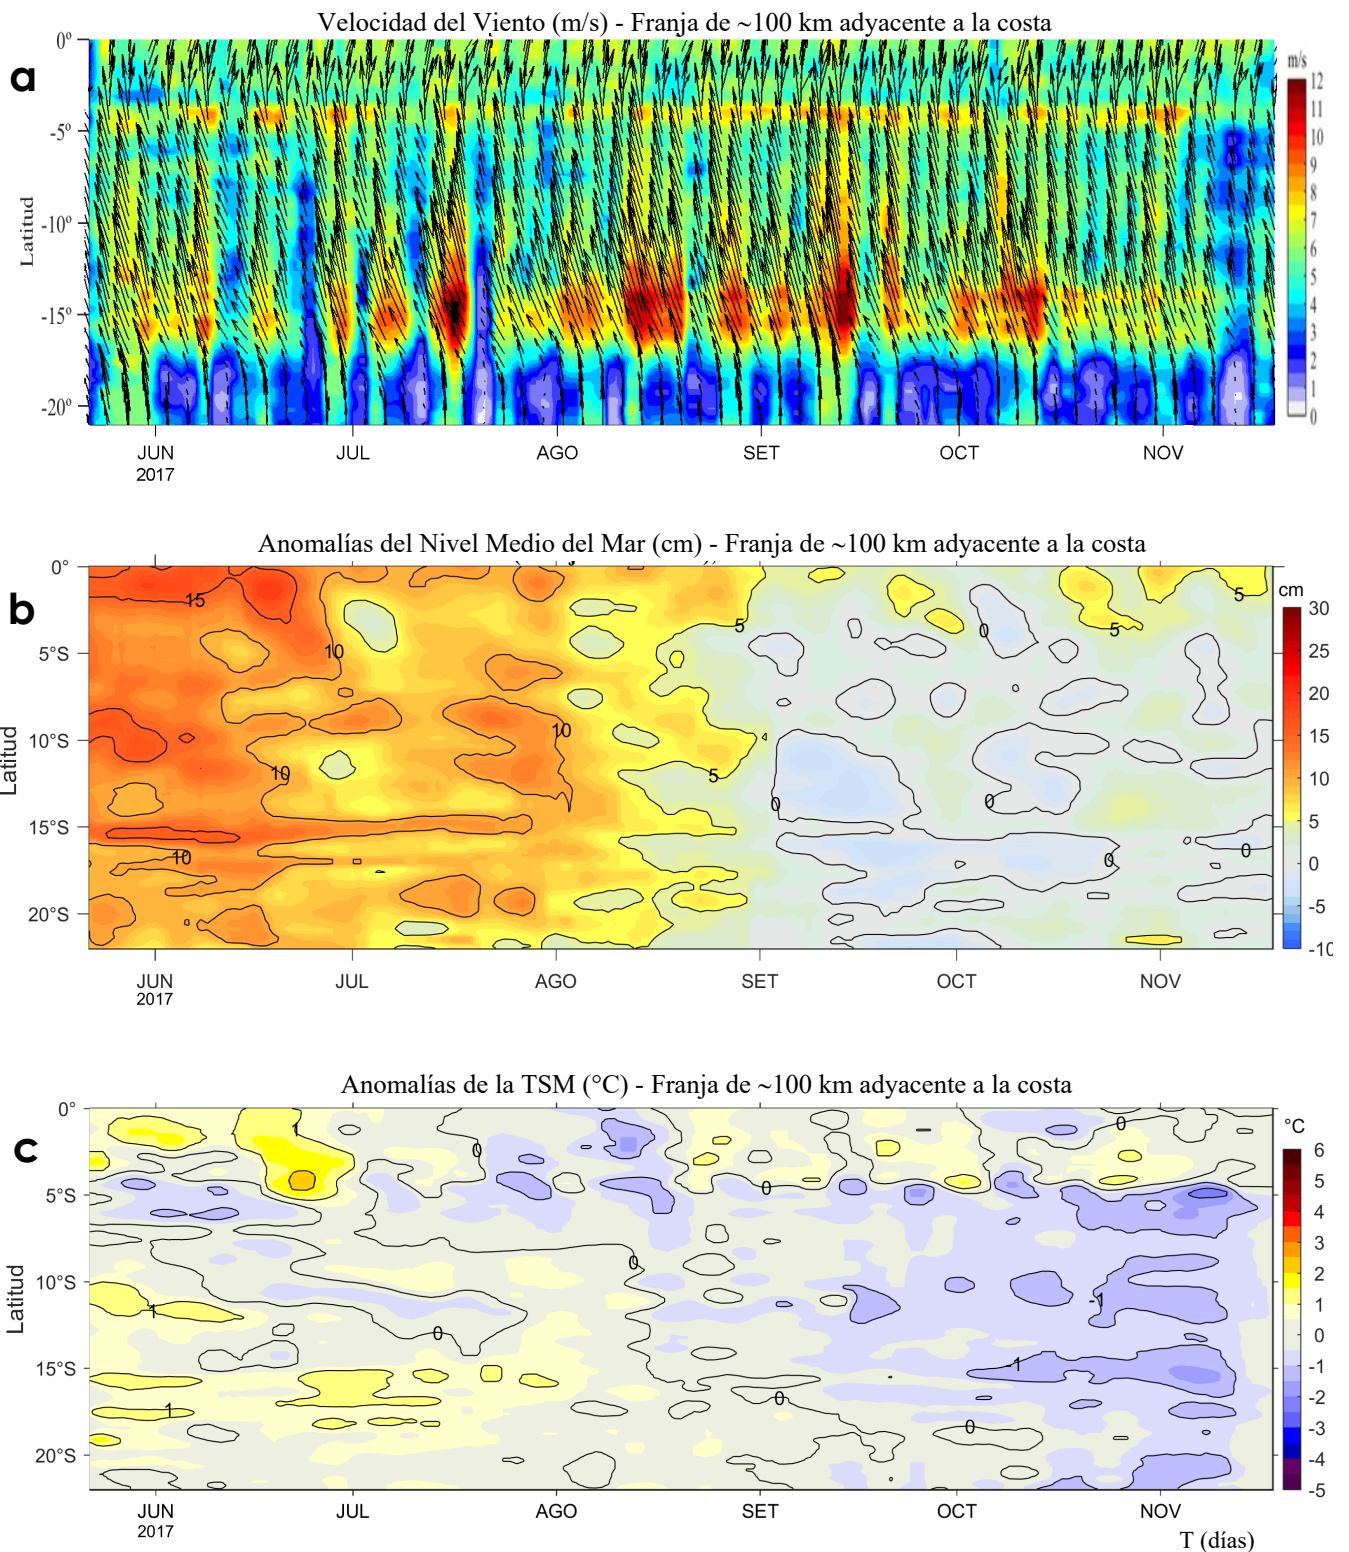 Velocidad del Viento (m/s) - Franja de ~100 km adyacente a la costa
a
0°
-5°
-10°
-15°
-20°
Latitud
JUN
2017
JUL
AGO
SET
OCT
NOV
m/s
12
11
10
9
8
7
6
5
4
3
2
1
0
Anomalías del Nivel Medio del Mar (cm) - Franja de ~100 km adyacente a la costa
b
0°
5°S
10°S
15°S
20°S
Latitud
15
10
10
10
10
5
5
0
0
0
5
5
0
0
JUN
2017
JUL
AGO
SET
OCT
NOV
cm
30
25
20
15
10
5
0
-5
-10
Anomalías de la TSM (°C) - Franja de ~100 km adyacente a la costa
c
0°
5°S
10°S
15°S
20°S
Latitud
1
0
0
0
0
1
0
-1
-1
0
0
1
JUN
2017
JUL
AGO
SET
OCT
NOV
T (días)
°C
6
5
4
3
2
1
0
-1
-2
-3
-4
-5